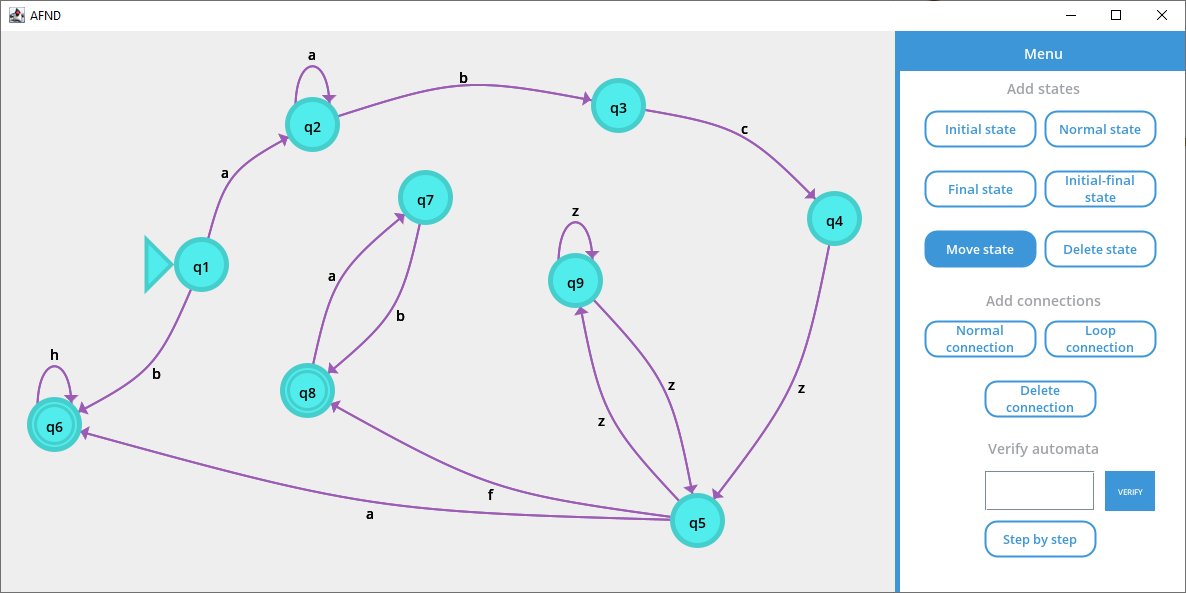 AFND
a
q2
b
q3
c
a
q7
q4
z
q1
a
q9
b
h
b
q8
z
z
z
q6
f
a
q5
Menu
Add states
Initial state
Normal state
Final state
Initial-final
state
Move state
Delete state
Add connections
Normal
connection
Loop
connection
Delete
connection
Verify automata
VERIFY
Step by step